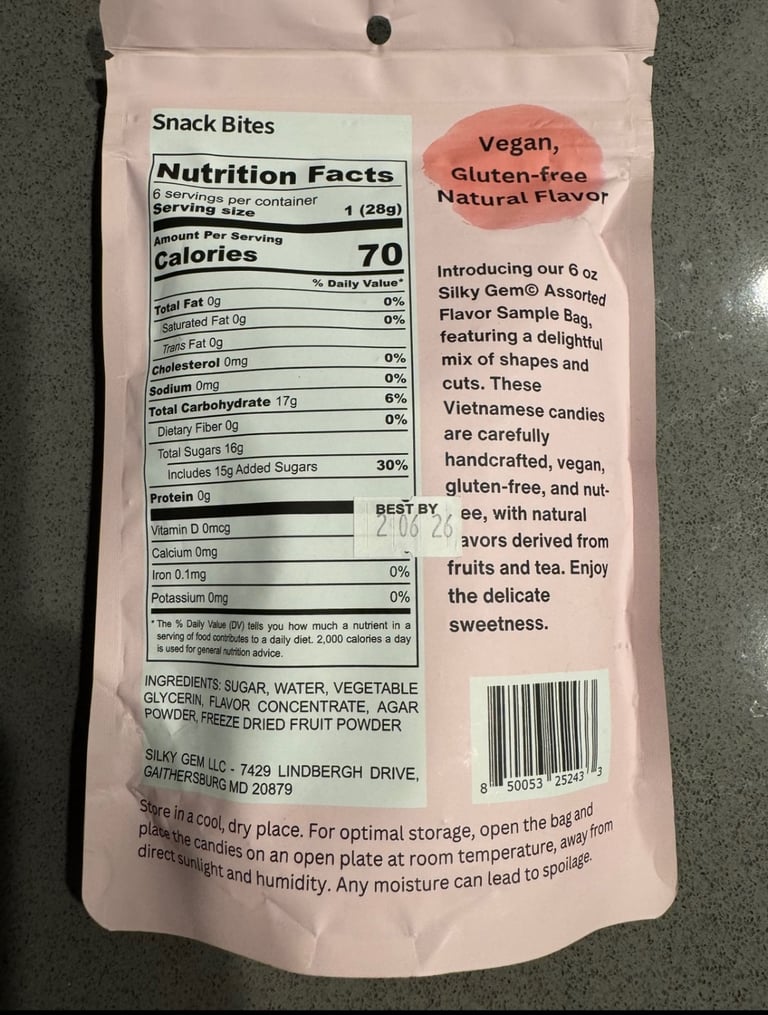 Snack Bites
Nutrition Facts
6 servings per container
Serving size 1 (28g)
Amount Per Serving
Calories 70
% Daily Value*
Total Fat 0g 0%
Saturated Fat 0g 0%
Trans Fat 0g
Cholesterol 0mg 0%
Sodium 0mg 0%
Total Carbohydrate 17g 6%
Dietary Fiber 0g 0%
Total Sugars 16g
Includes 15g Added Sugars 30%
Protein 0g
Vitamin D 0mcg
Calcium 0mg
Iron 0.1mg 0%
Potassium 0mg 0%
* The % Daily Value (DV) tells you how much a nutrient in a
serving of food contributes to a daily diet. 2,000 calories a day
is used for general nutrition advice.
INGREDIENTS: SUGAR, WATER, VEGETABLE
GLYCERIN, FLAVOR CONCENTRATE, AGAR
POWDER, FREEZE DRIED FRUIT POWDER
SILKY GEM LLC - 7429 LINDBERGH DRIVE,
GAITHERSBURG MD 20879
Vegan,
Gluten-free
Natural Flavor
Introducing our 6 oz
Silky Gem© Assorted
Flavor Sample Bag,
featuring a delightful
mix of shapes and
cuts. These
Vietnamese candies
are carefully
handcrafted, vegan,
gluten-free, and nut-
ee, with natural
avors derived from
fruits and tea. Enjoy
the delicate
sweetness.
BEST BY
2 06 26
8 50053 25243 3
Store in a cool, dry place. For optimal storage, open the bag and
place the candies on an open plate at room temperature, away from
direct sunlight and humidity. Any moisture can lead to spoilage.